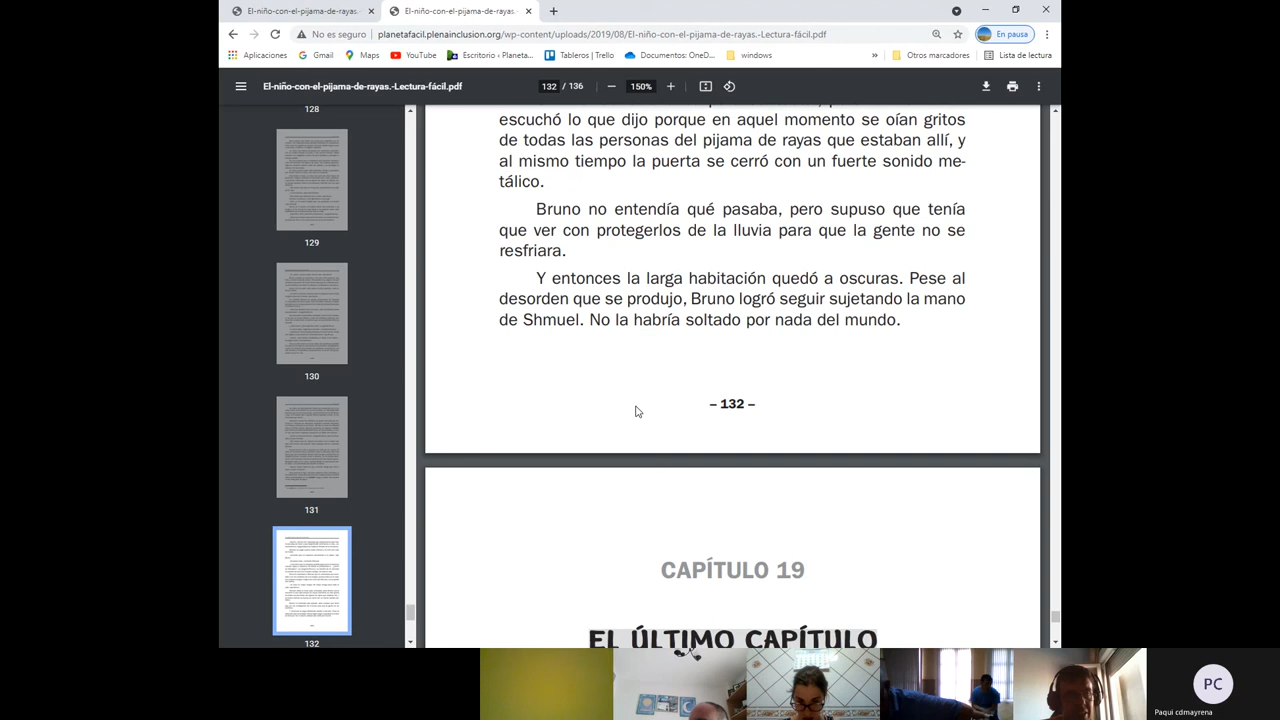 El-niño-con-el-pijama-de-rayas.
El-niño-con-el-pijama-de-rayas.
No es seguro
planetafacil.plenainclusion.org/wp-content/uploads/2019/08/El-niño-con-el-pijama-de-rayas.-Lectura-fácil.pdf
En pausa
Aplicaciones Gmail Maps YouTube Escritorio ‹ Planeta... Tableros | Trello Documentos: OneD... windows » Otros marcadores Lista de lectura
El-niño-con-el-pijama-de-rayas.-Lectura-fácil.pdf 132 / 136 150%
128
129
130
131
132
escuchó lo que dijo porque en aquel momento se oían gritos
de todas las personas del pijama de rayas que estaban allí, y
al mismo tiempo la puerta se cerró con un fuerte sonido me-
tálico.
Bruno no entendía qué pasaba, pero supuso que tenía
que ver con protegerlos de la lluvia para que la gente no se
resfriara.
Y entonces la larga habitación quedó a oscuras. Pese al
desorden que se produjo, Bruno logró seguir sujetando la mano
de Shmuel. No la habría soltado por nada del mundo.
– 132 –
CAPÍTULO 19
EL ÚLTIMO CAPÍTULO
PC
Paqui cdmayrena